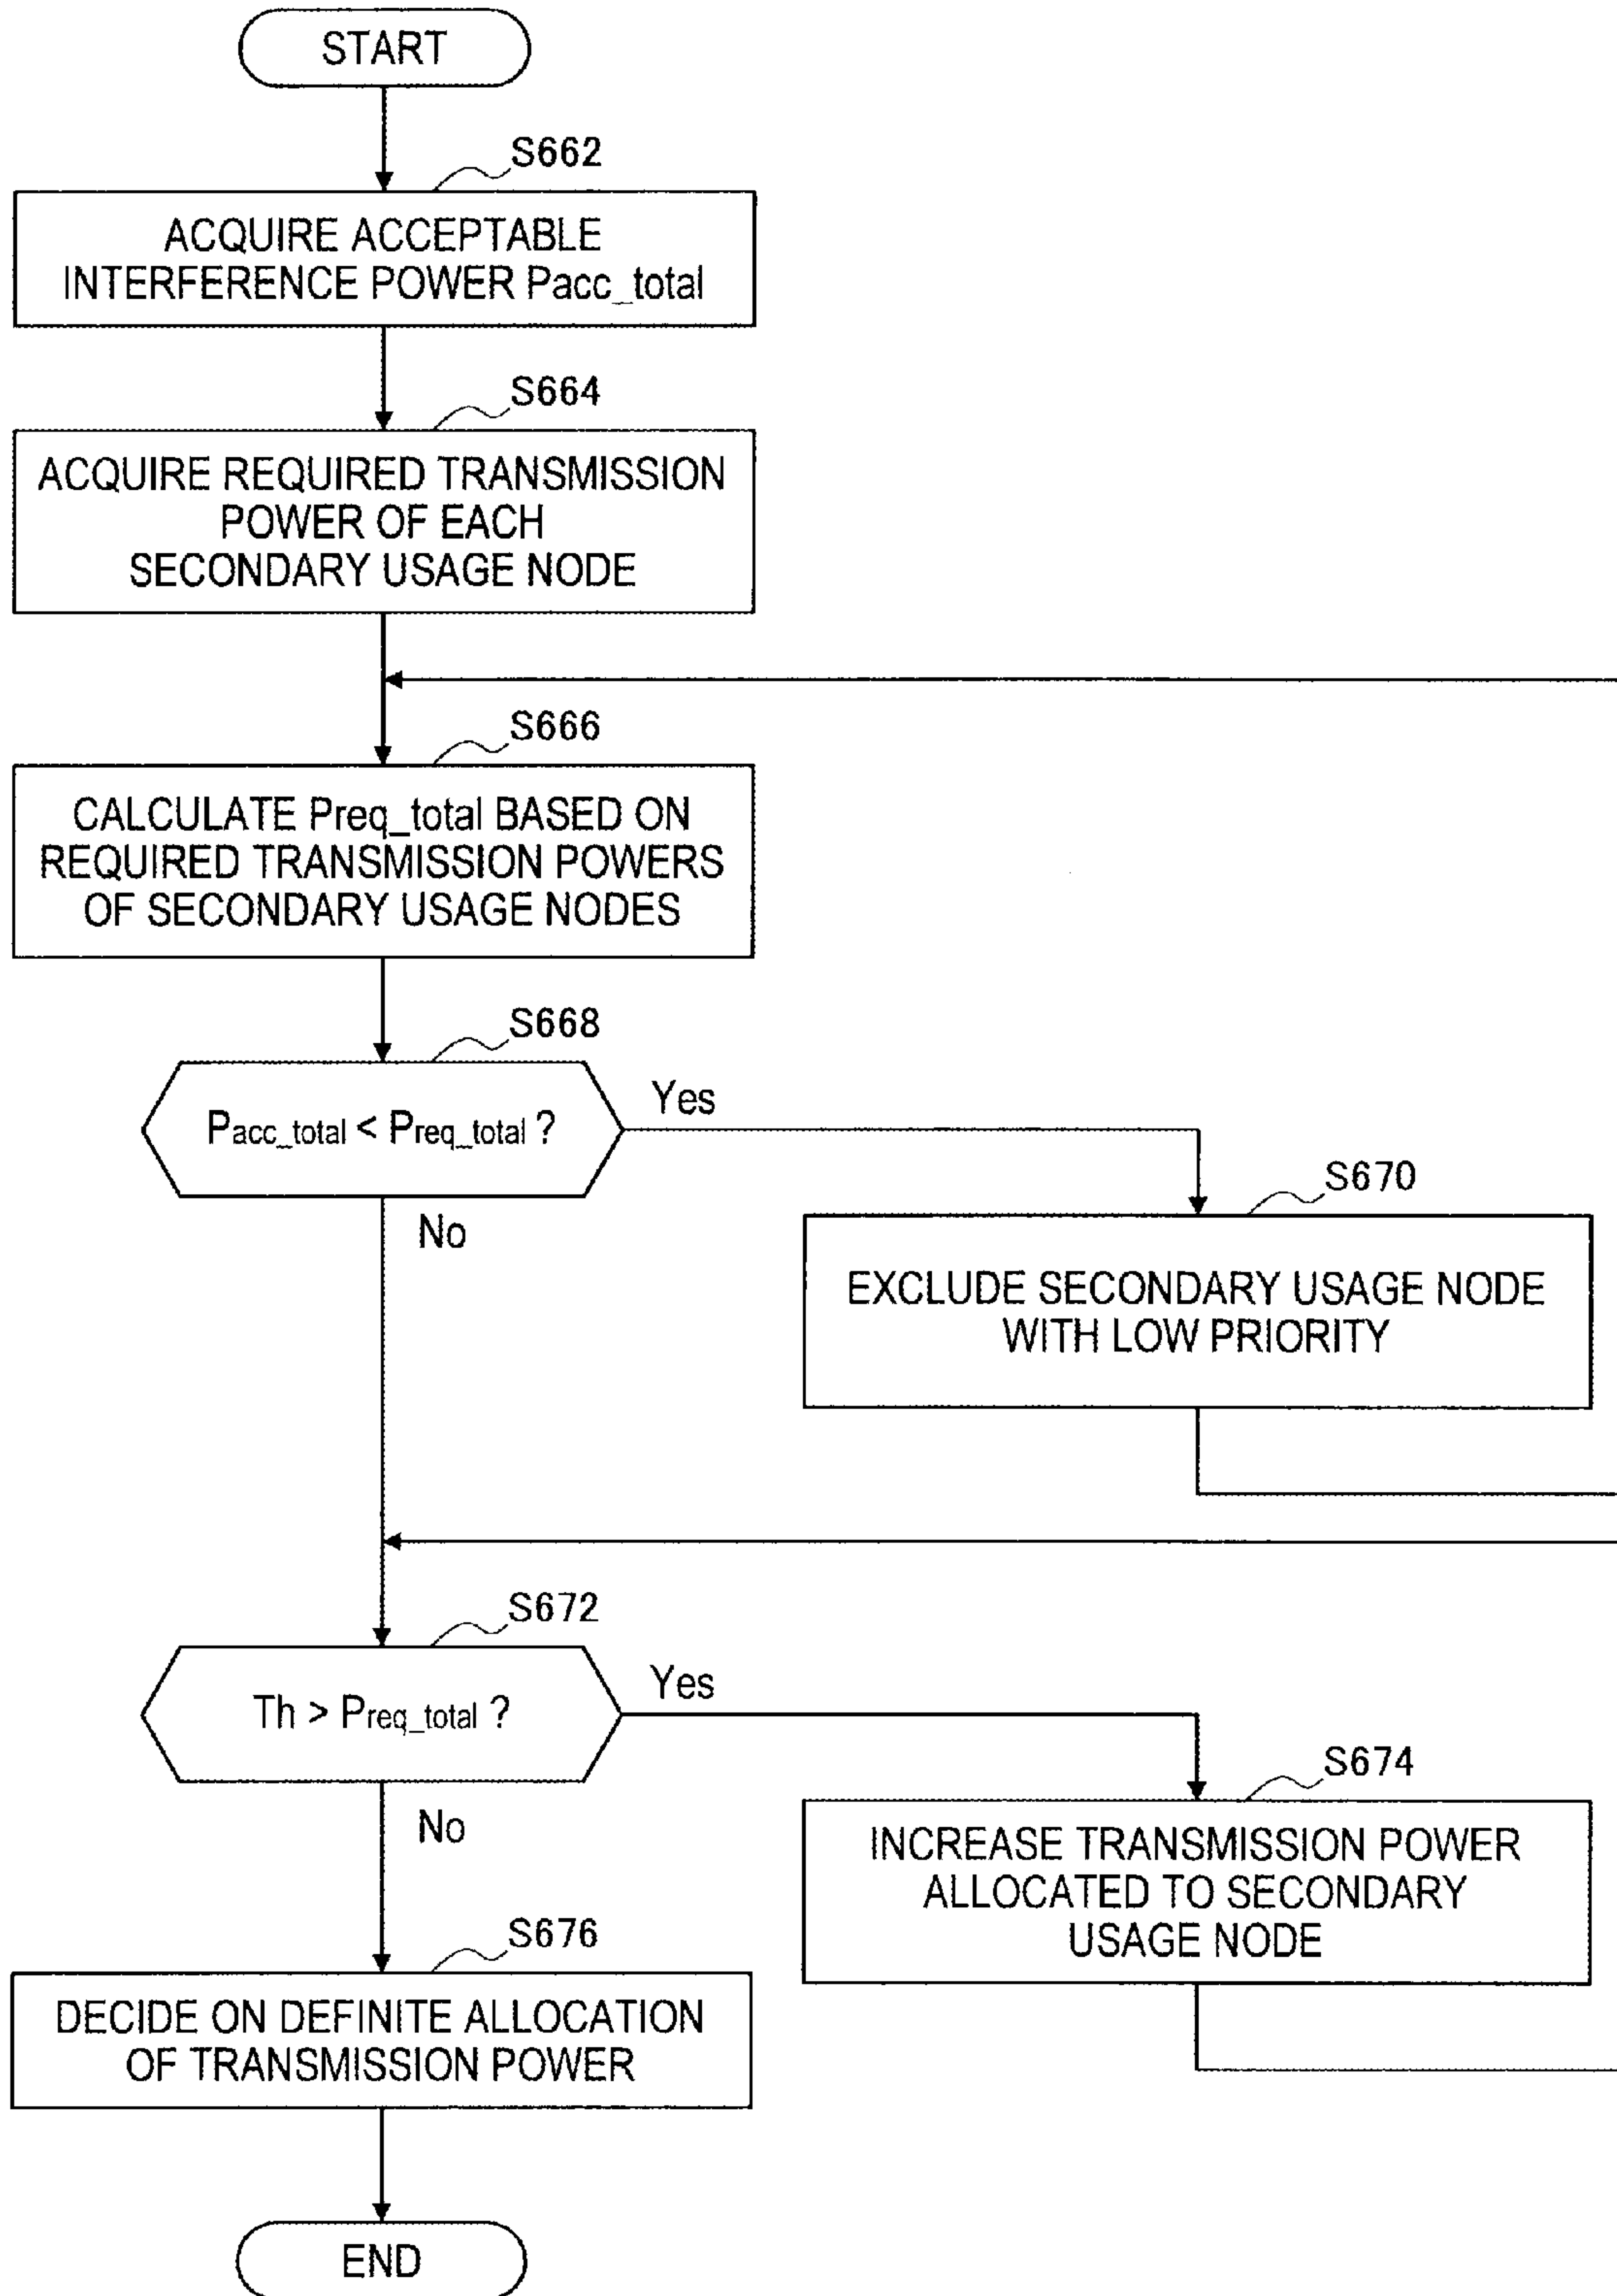 START
S662
ACQUIRE ACCEPTABLE
INTERFERENCE POWER Pacc_total
S664
ACQUIRE REQUIRED TRANSMISSION
POWER OF EACH
SECONDARY USAGE NODE
S666
CALCULATE Preq_total BASED ON
REQUIRED TRANSMISSION POWERS
OF SECONDARY USAGE NODES
S668
Pacc_total < Preq_total ?
Yes
No
S670
EXCLUDE SECONDARY USAGE NODE
WITH LOW PRIORITY
S672
Th > Preq_total ?
Yes
No
S674
INCREASE TRANSMISSION POWER
ALLOCATED TO SECONDARY
USAGE NODE
S676
DECIDE ON DEFINITE ALLOCATION
OF TRANSMISSION POWER
END